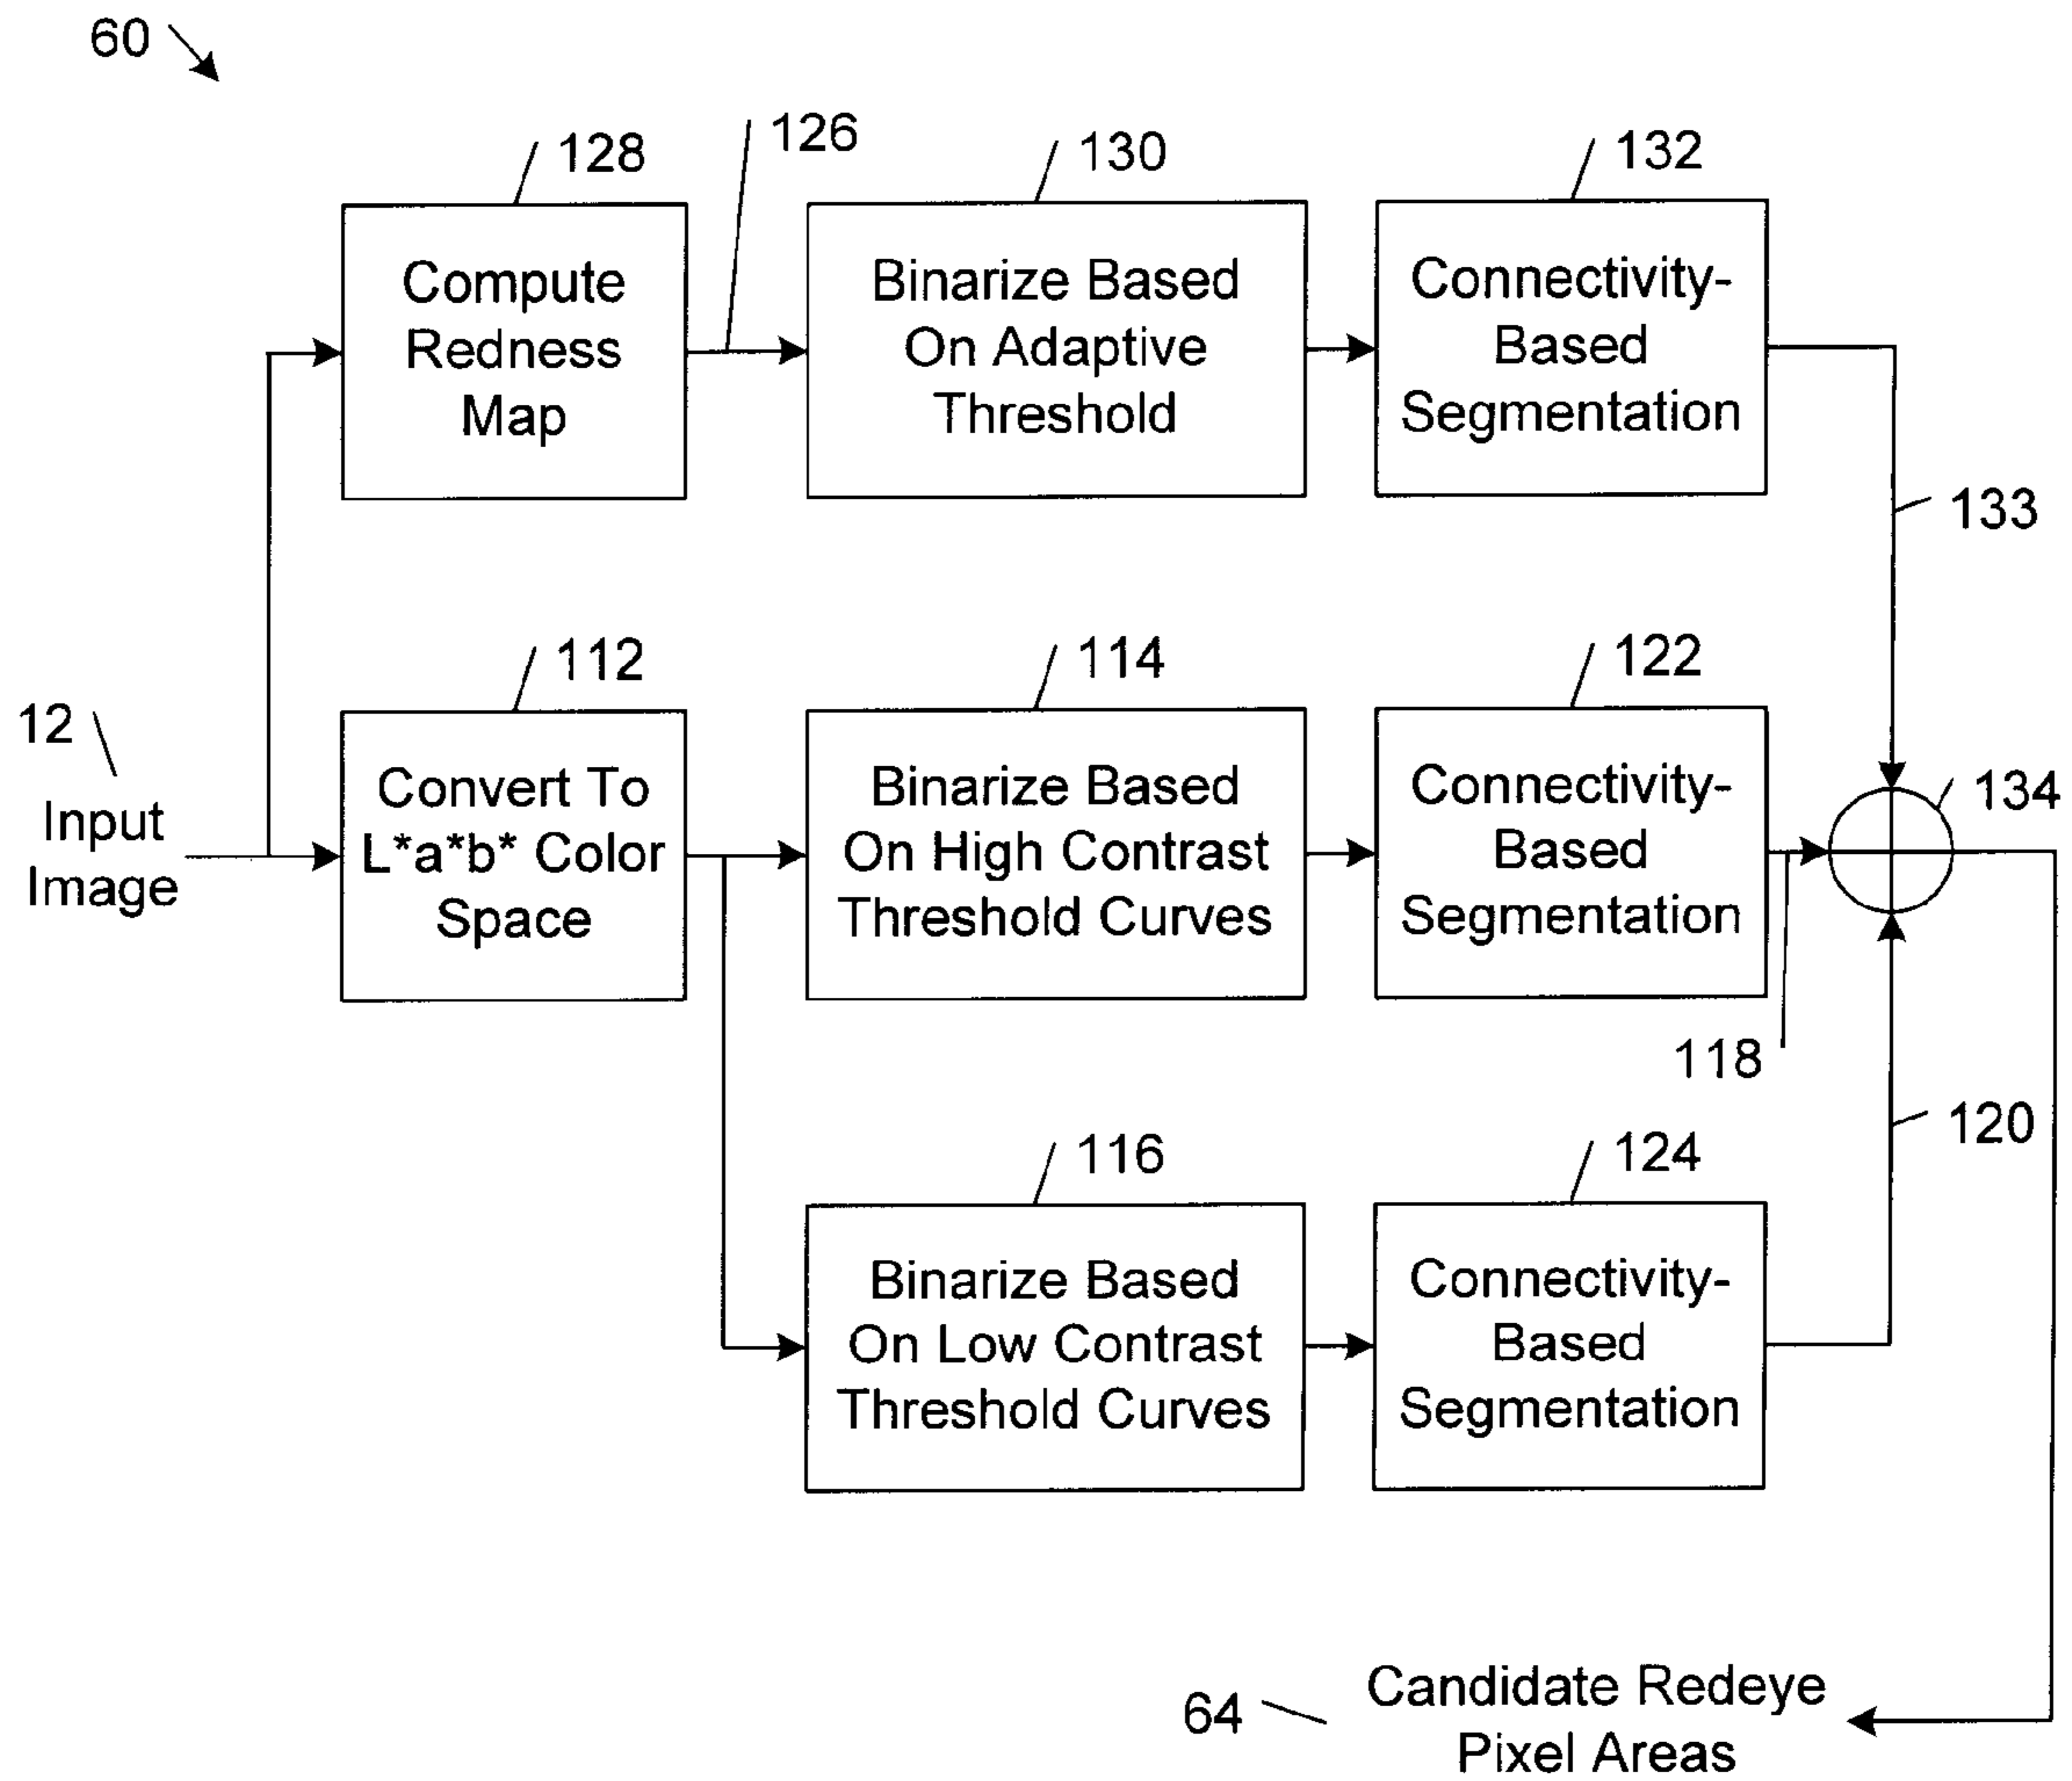 60
128
126
130
132
Compute
Redness
Map
Binarize Based
On Adaptive
Threshold
Connectivity-
Based
Segmentation
133
12
Input
Image
112
114
122
134
Convert To
L*a*b* Color
Space
Binarize Based
On High Contrast
Threshold Curves
Connectivity-
Based
Segmentation
118
120
116
124
Binarize Based
On Low Contrast
Threshold Curves
Connectivity-
Based
Segmentation
64
Candidate Redeye
Pixel Areas